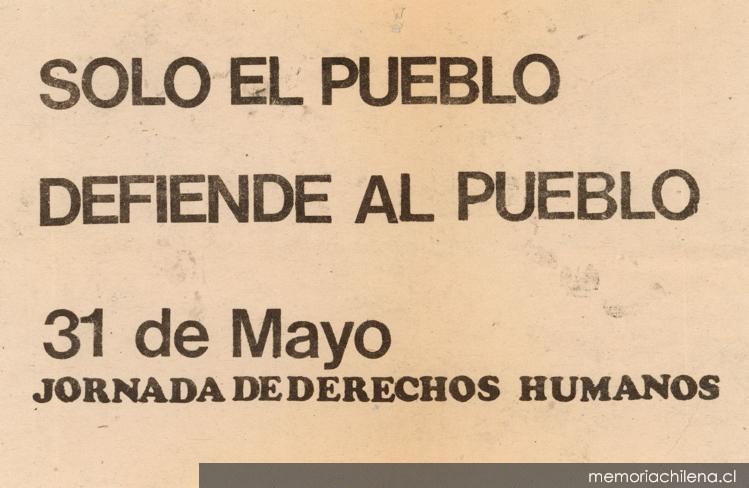 SOLO EL PUEBLO
DEFIENDE AL PUEBLO
31 de Mayo
JORNADA DE DERECHOS HUMANOS
memoriachilena.cl